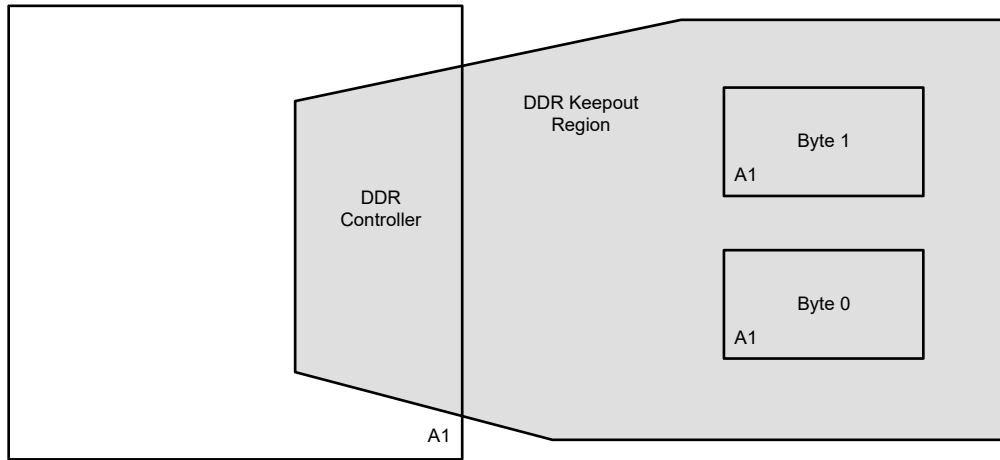 DDR Keepout
Region
Byte 1
A1
DDR
Controller
Byte 0
A1
A1